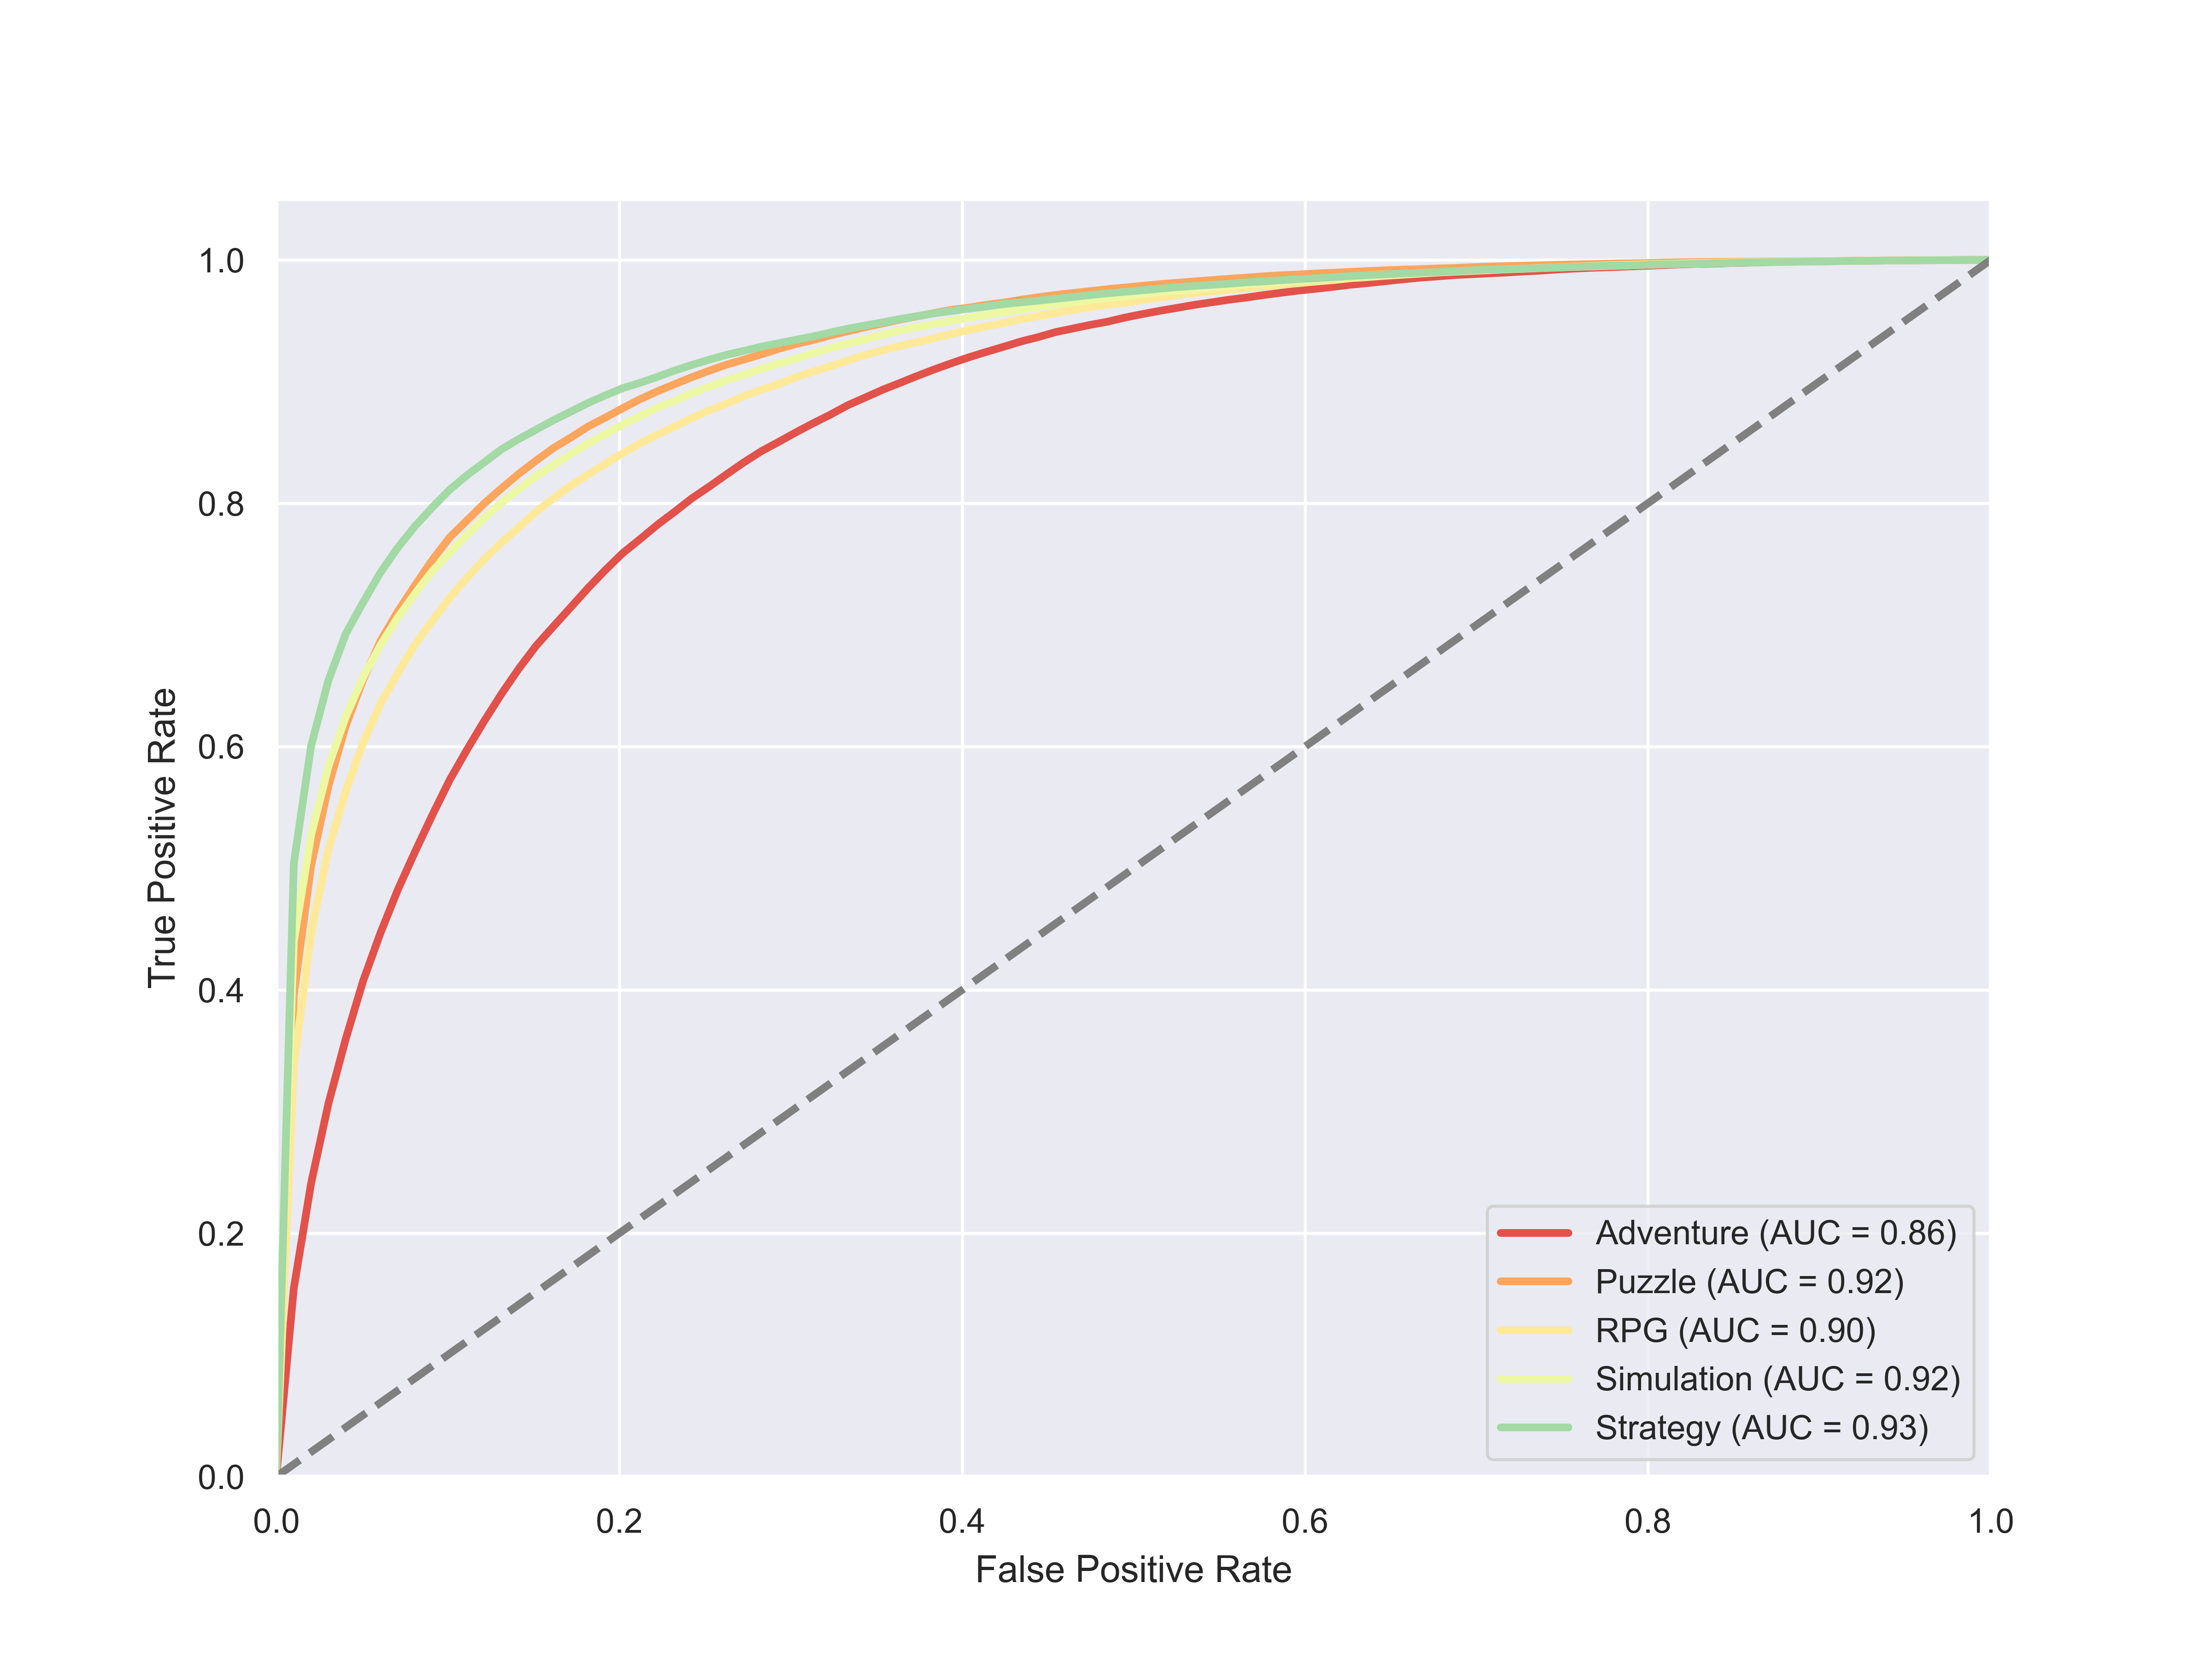 1.0
0.8
0.6
0.4
0.2
0.0
True Positive Rate
Adventure (AUC = 0.86)
Puzzle (AUC = 0.92)
RPG (AUC = 0.90)
Simulation (AUC = 0.92)
Strategy (AUC = 0.93)
0.0 0.2 0.4 0.6 0.8 1.0
False Positive Rate